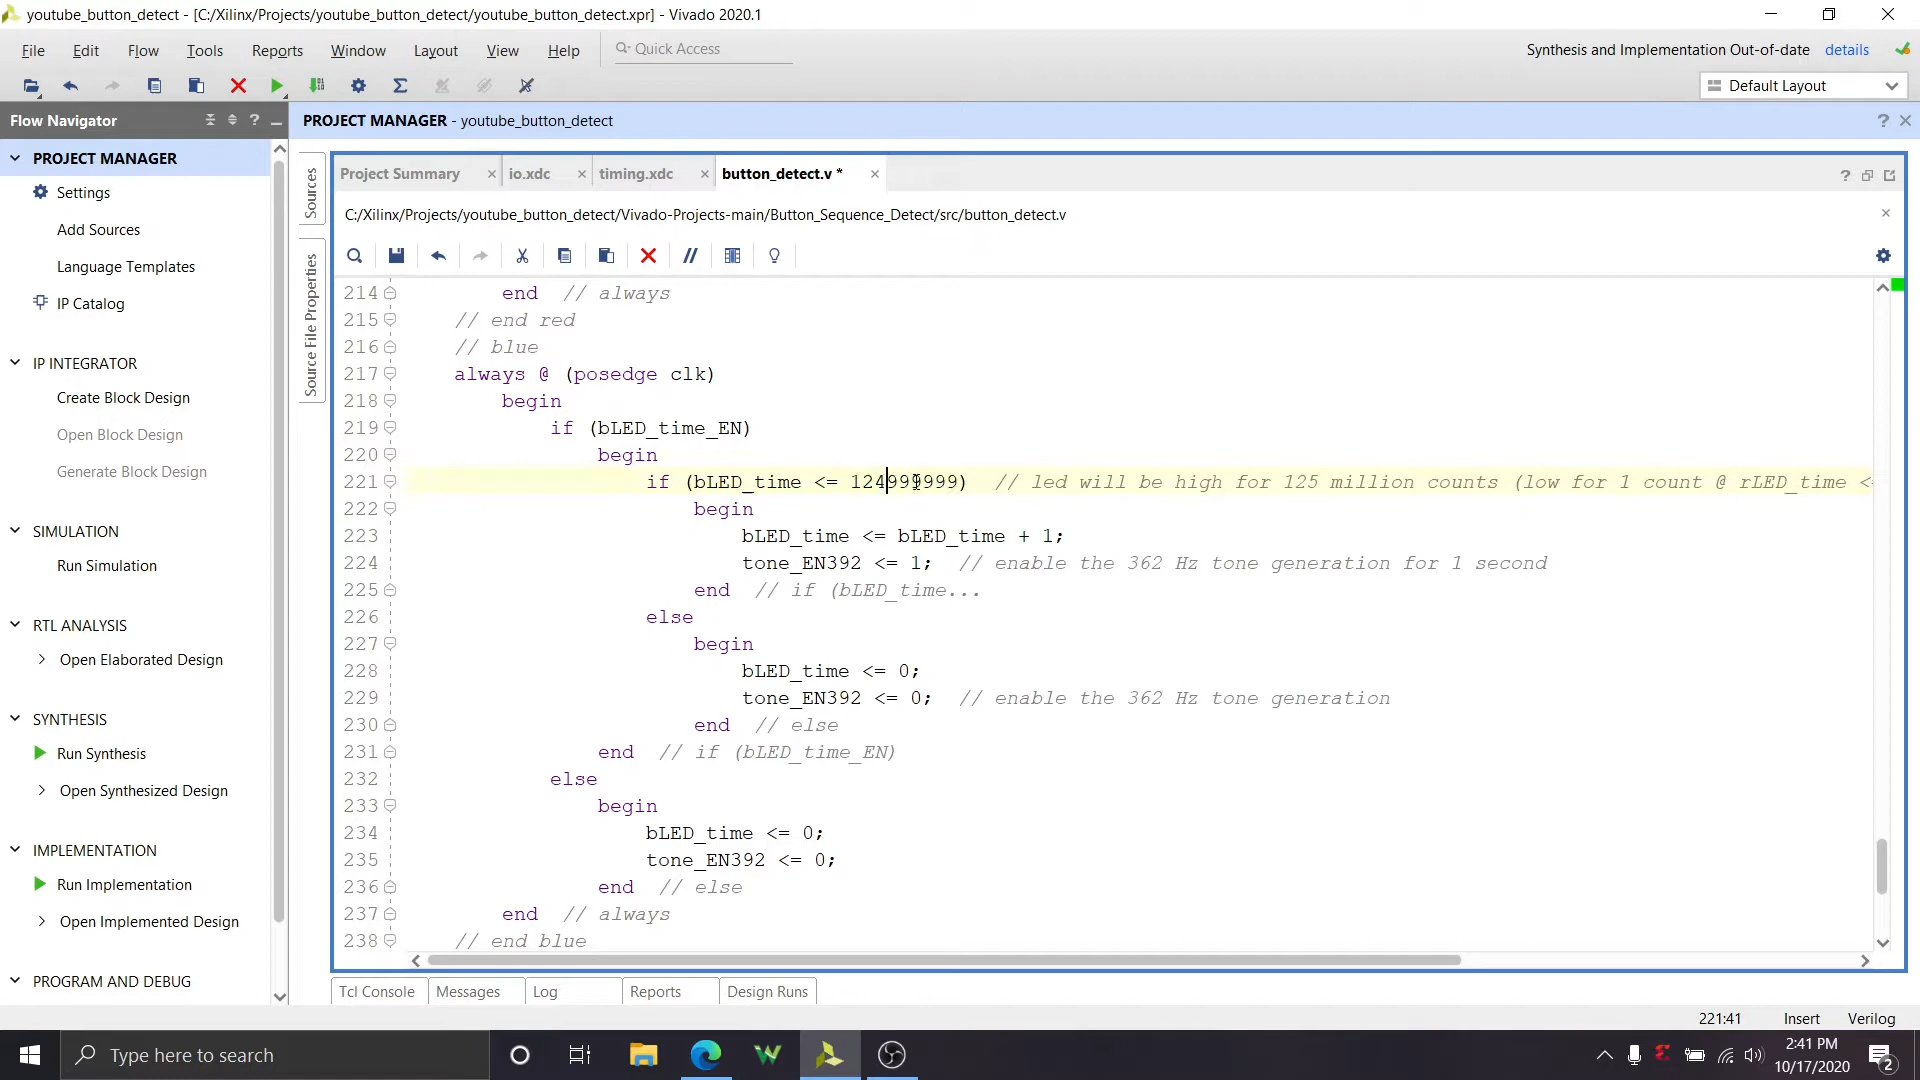 youtube_button_detect - [C:/Xilinx/Projects/youtube_button_detect/youtube_button_detect.xpr] - Vivado 2020.1
File Edit Flow Tools Reports Window Layout View Help Quick Access
Synthesis and Implementation Out-of-date details
Default Layout
Flow Navigator
PROJECT MANAGER - youtube_button_detect
PROJECT MANAGER
Settings
Add Sources
Language Templates
IP Catalog
IP INTEGRATOR
Create Block Design
Open Block Design
Generate Block Design
SIMULATION
Run Simulation
RTL ANALYSIS
Open Elaborated Design
SYNTHESIS
Run Synthesis
Open Synthesized Design
IMPLEMENTATION
Run Implementation
Open Implemented Design
PROGRAM AND DEBUG
Sources
Source File Properties
Project Summary io.xdc timing.xdc button_detect.v *
C:/Xilinx/Projects/youtube_button_detect/Vivado-Projects-main/Button_Sequence_Detect/src/button_detect.v
214 end // always
215 // end red
216 // blue
217 always @ (posedge clk)
218 begin
219 if (bLED_time_EN)
220 begin
221 if (bLED_time <= 124999999) // led will be high for 125 million counts (low for 1 count @ rLED_time <
222 begin
223 bLED_time <= bLED_time + 1;
224 tone_EN392 <= 1; // enable the 362 Hz tone generation for 1 second
225 end // if (bLED_time...
226 else
227 begin
228 bLED_time <= 0;
229 tone_EN392 <= 0; // enable the 362 Hz tone generation
230 end // else
231 end // if (bLED_time_EN)
232 else
233 begin
234 bLED_time <= 0;
235 tone_EN392 <= 0;
236 end // else
237 end // always
238 // end blue
Tcl Console Messages Log Reports Design Runs
221:41 Insert Verilog
Type here to search
2:41 PM
10/17/2020
2